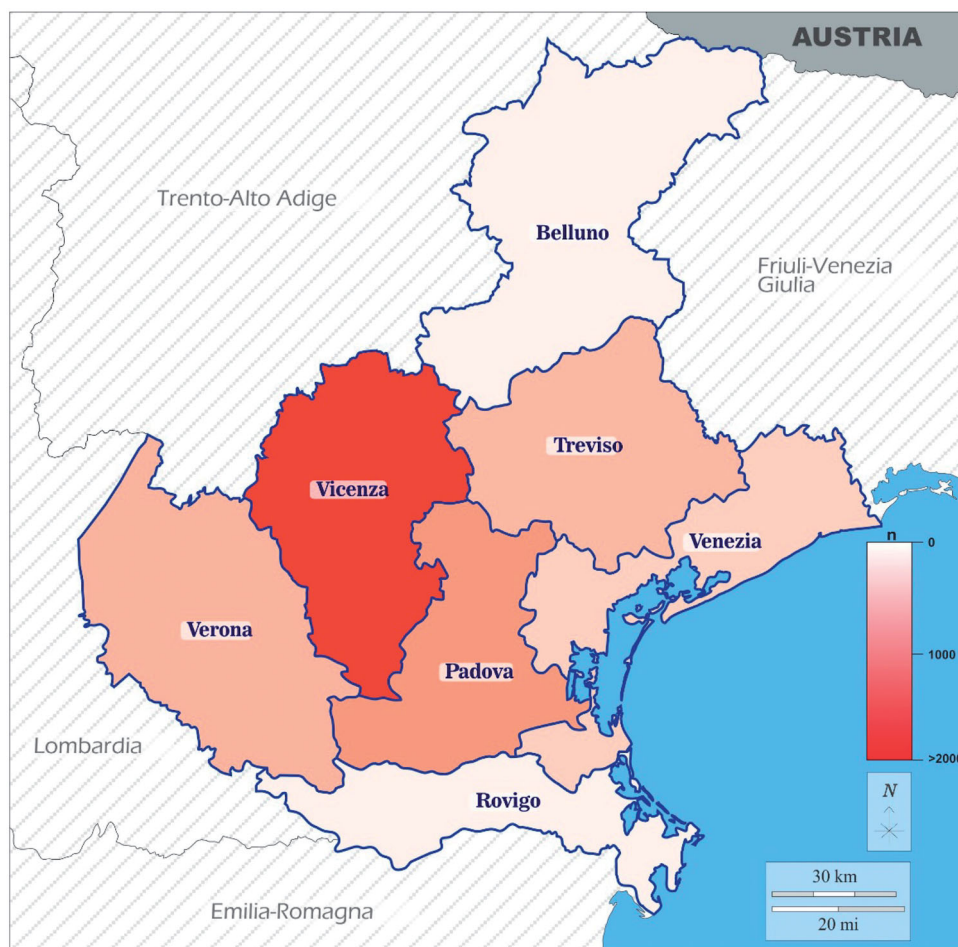 AUSTRIA
Trento-Alto Adige
Belluno
Friuli-Venezia
Giulia
Treviso
Vicenza
Venezia
n
0
Verona
1000
Padova
Lombardia
>2000
Rovigo
N
30 km
20 mi
Emilia-Romagna